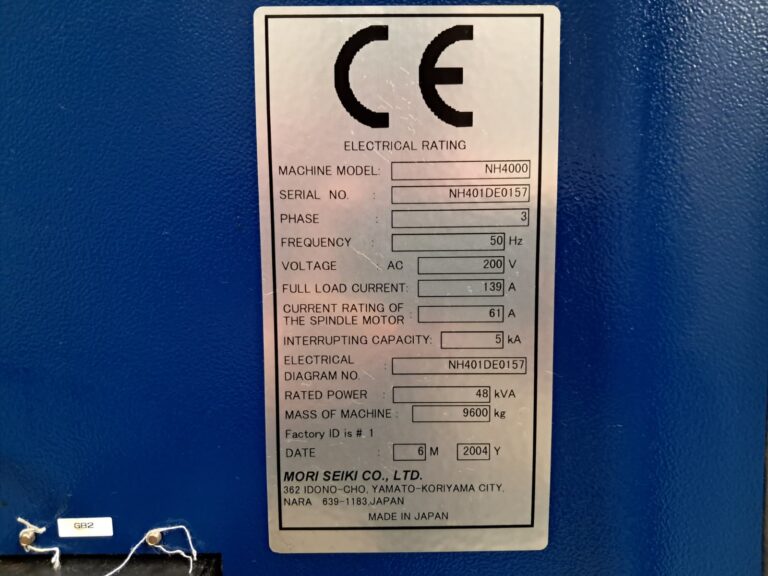 CE
ELECTRICAL RATING
MACHINE MODEL: NH4000
SERIAL NO. : NH401DE0157
PHASE : 3
FREQUENCY : 50 Hz
VOLTAGE : AC 200 V
FULL LOAD CURRENT: 139 A
CURRENT RATING OF
THE SPINDLE MOTOR : 61 A
INTERRUPTING CAPACITY: 5 kA
ELECTRICAL
DIAGRAM NO. : NH401DE0157
RATED POWER : 48 kVA
MASS OF MACHINE : 9600 kg
Factory ID is #. 1
DATE : 6 M 2004 Y
MORI SEIKI CO., LTD.
362 IDONO-CHO, YAMATO-KORIYAMA CITY,
NARA 639-1183,JAPAN
MADE IN JAPAN
GB2